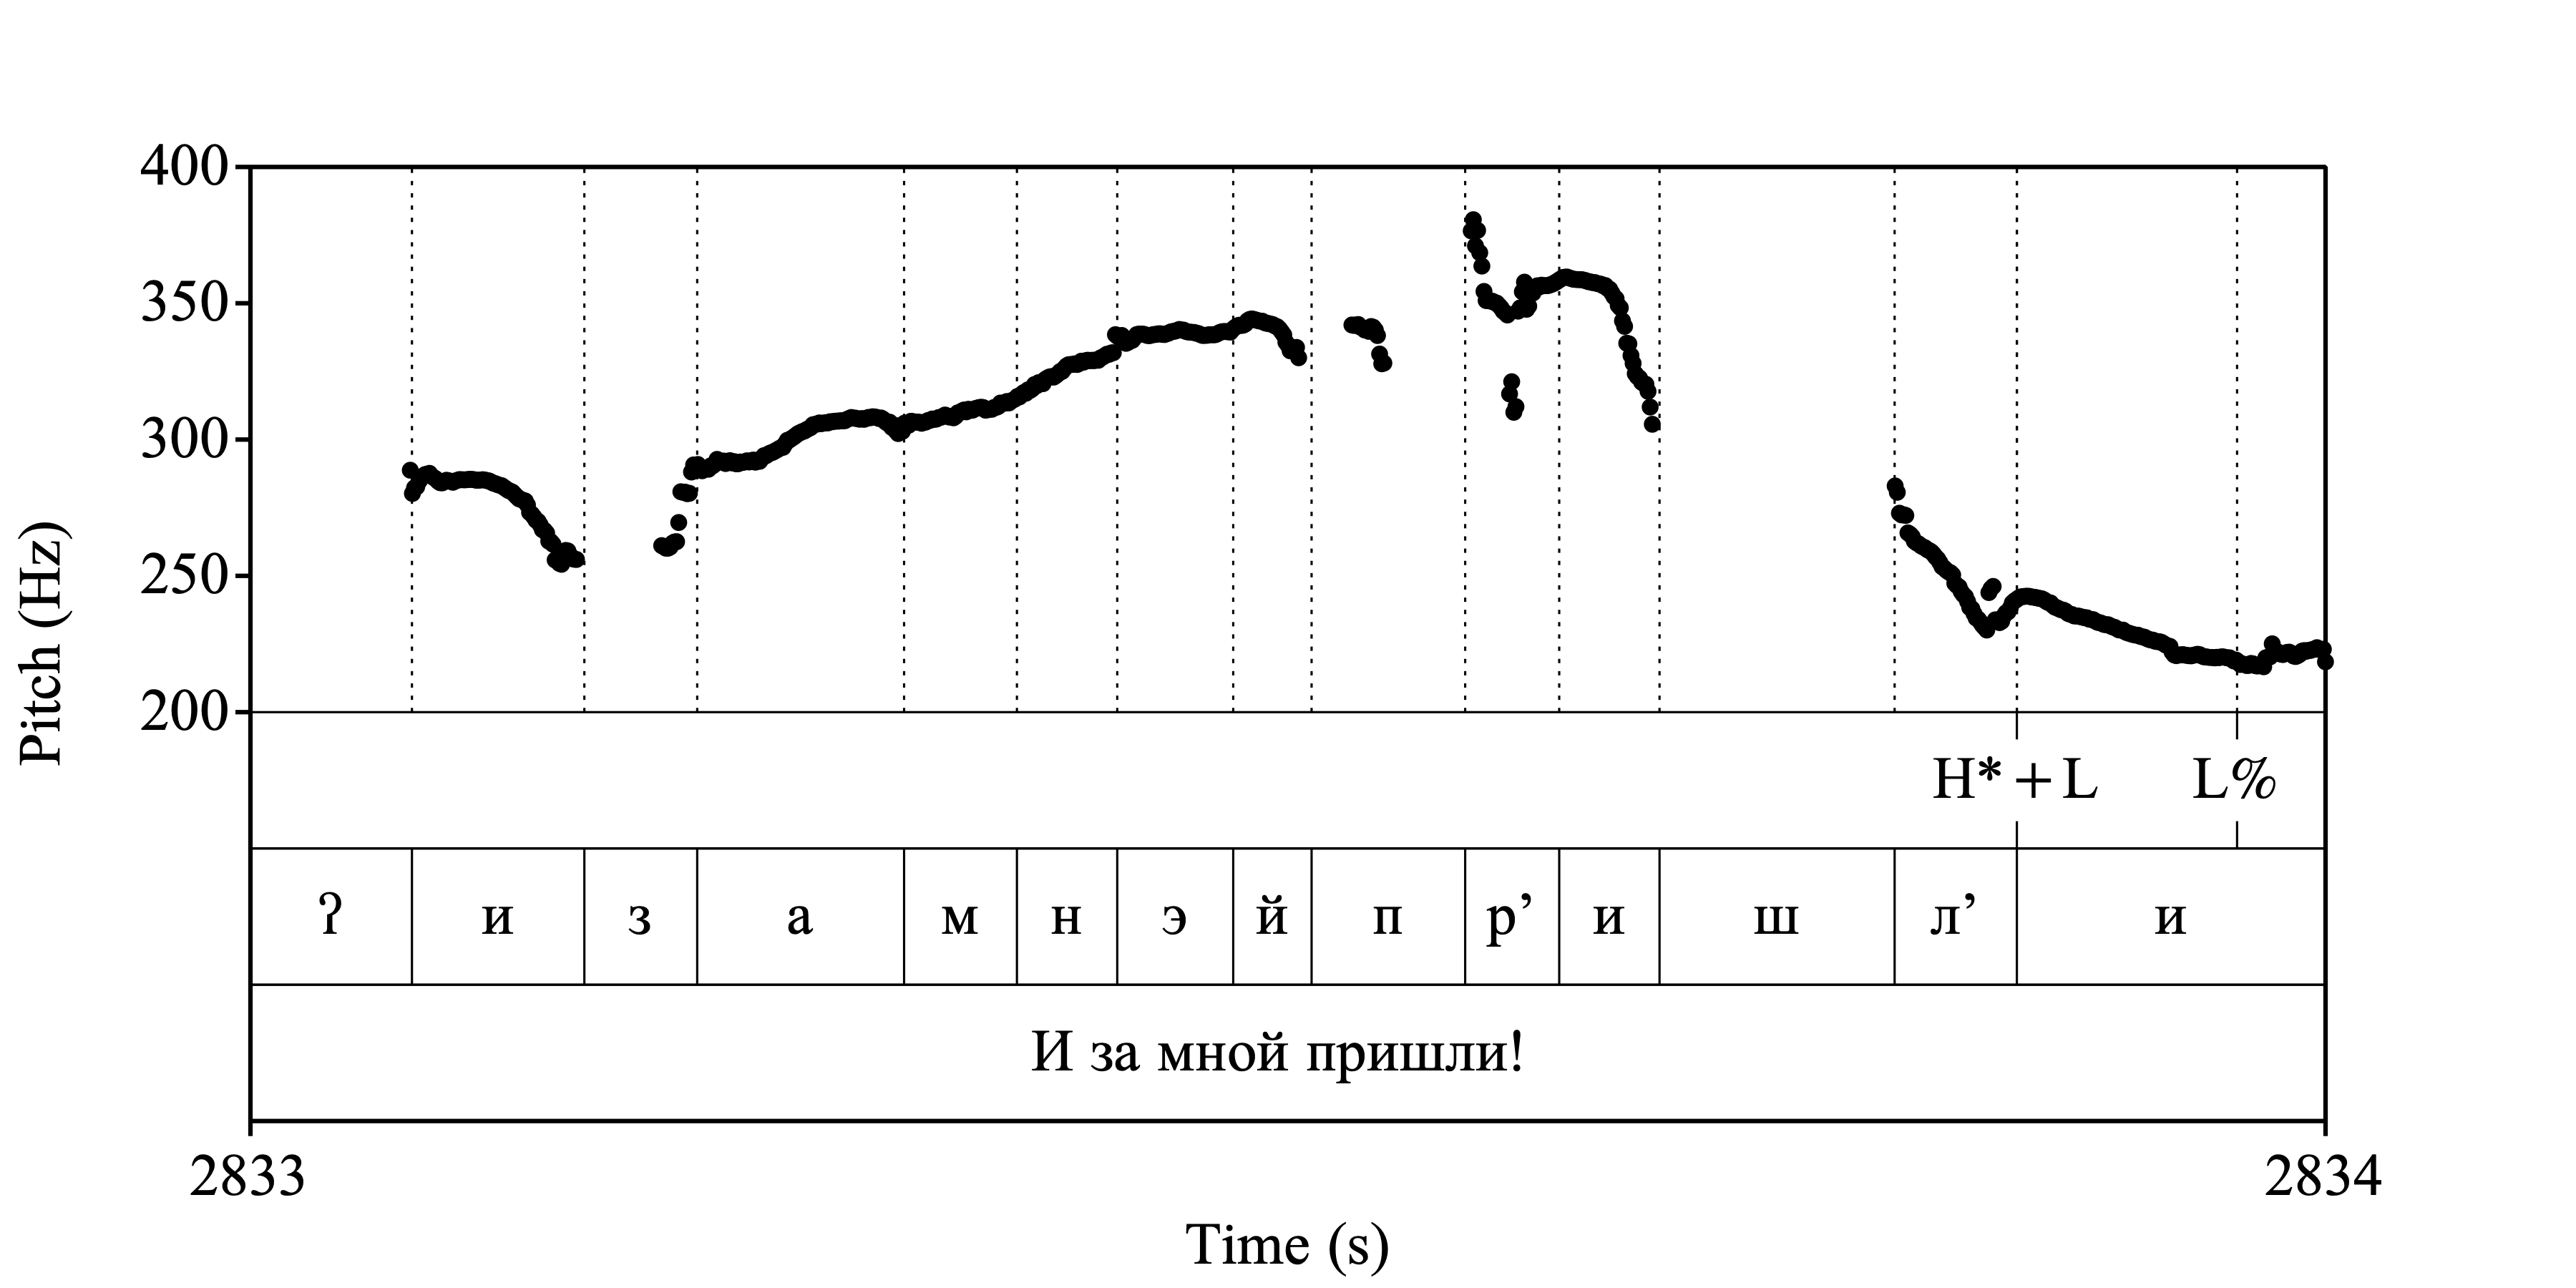 400
350
300
250
200
Pitch (Hz)
H* + L L%
ʔ и з а м н э й п р’ и ш л’ и
И за мной пришли!
2833 2834
Time (s)